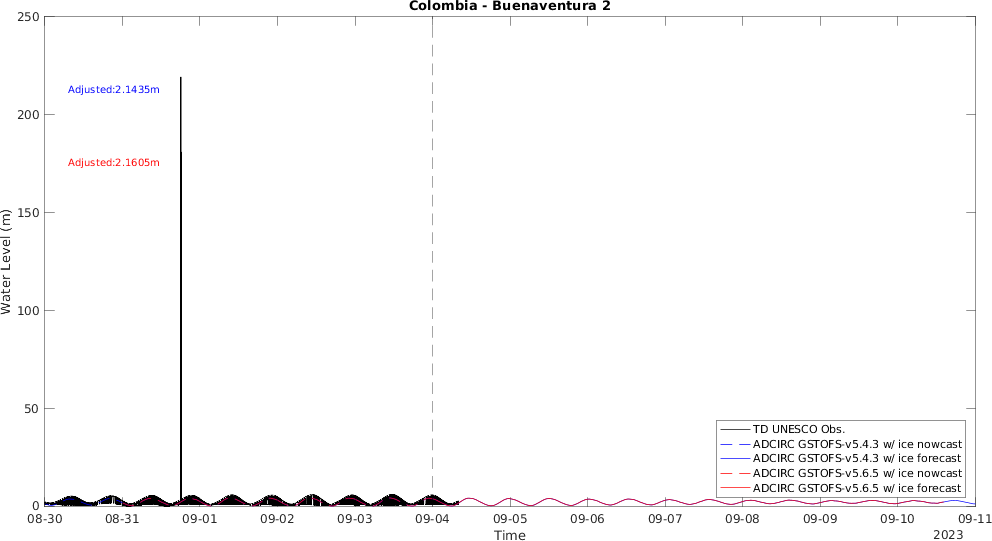 Colombia - Buenaventura 2
250
200
150
100
50
0
Water Level (m)
Adjusted:2.1435m
Adjusted:2.1605m
TD UNESCO Obs.
ADCIRC GSTOFS-v5.4.3 w/ ice nowcast
ADCIRC GSTOFS-v5.4.3 w/ ice forecast
ADCIRC GSTOFS-v5.6.5 w/ ice nowcast
ADCIRC GSTOFS-v5.6.5 w/ ice forecast
08-30 08-31 09-01 09-02 09-03 09-04 09-05 09-06 09-07 09-08 09-09 09-10 09-11
Time
2023